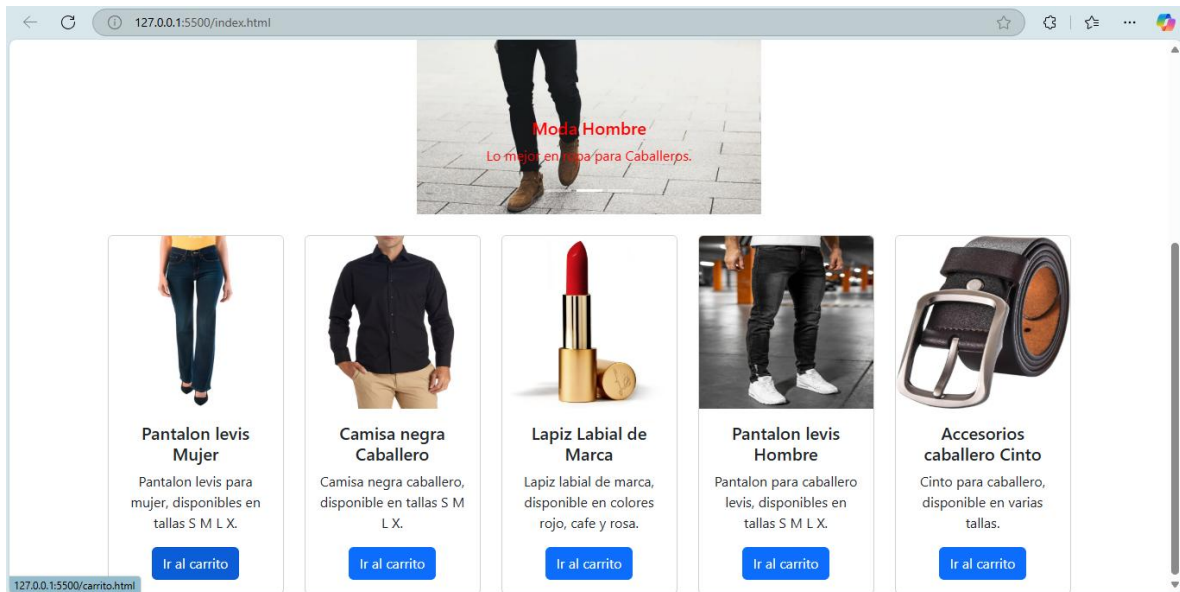 127.0.0.1:5500/index.html
Moda Hombre
Lo mejor en ropa para Caballeros.
Pantalon levis
Mujer
Pantalon levis para
mujer, disponibles en
tallas S M L X.
Ir al carrito
Camisa negra
Caballero
Camisa negra caballero,
disponible en tallas S M
L X.
Ir al carrito
Lapiz Labial de
Marca
Lapiz labial de marca,
disponible en colores
rojo, cafe y rosa.
Ir al carrito
Pantalon levis
Hombre
Pantalon para caballero
levis, disponibles en
tallas S M L X.
Ir al carrito
Accesorios
caballero Cinto
Cinto para caballero,
disponible en varias
tallas.
Ir al carrito
127.0.0.1:5500/carrito.html